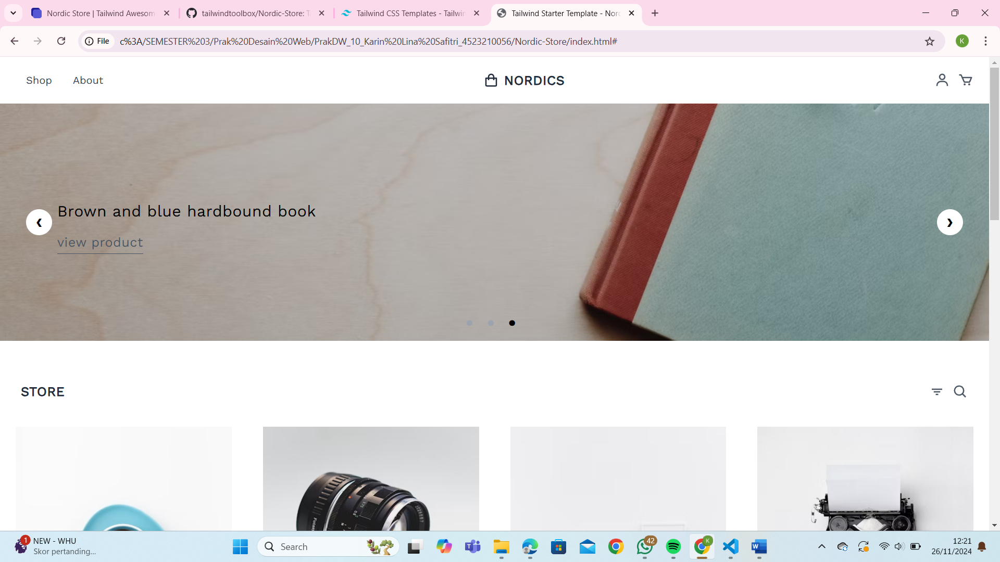 Nordic Store | Tailwind Awesom
tailwindtoolbox/Nordic-Store: T
Tailwind CSS Templates - Tailwin
Tailwind Starter Template - Nord
File
c%3A/SEMESTER%203/Prak%20Desain%20Web/PrakDW_10_Karin%20Lina%20Safitri_4523210056/Nordic-Store/index.html#
K
Shop
About
NORDICS
Brown and blue hardbound book
view product
STORE
1
NEW - WHU
Skor pertanding...
Search
42
K
12:21
26/11/2024